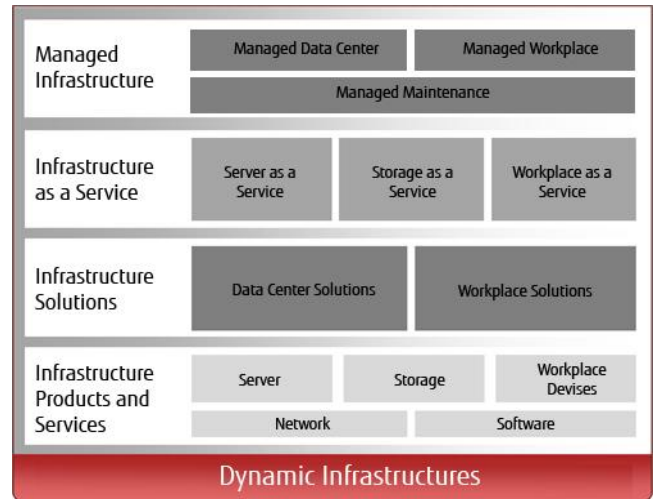 Managed
Infrastructure
Managed Data Center
Managed Workplace
Managed Maintenance
Infrastructure
as a Service
Server as a
Service
Storage as a
Service
Workplace as a
Service
Infrastructure
Solutions
Data Center Solutions
Workplace Solutions
Infrastructure
Products and
Services
Server
Storage
Workplace
Devises
Network
Software
Dynamic Infrastructures